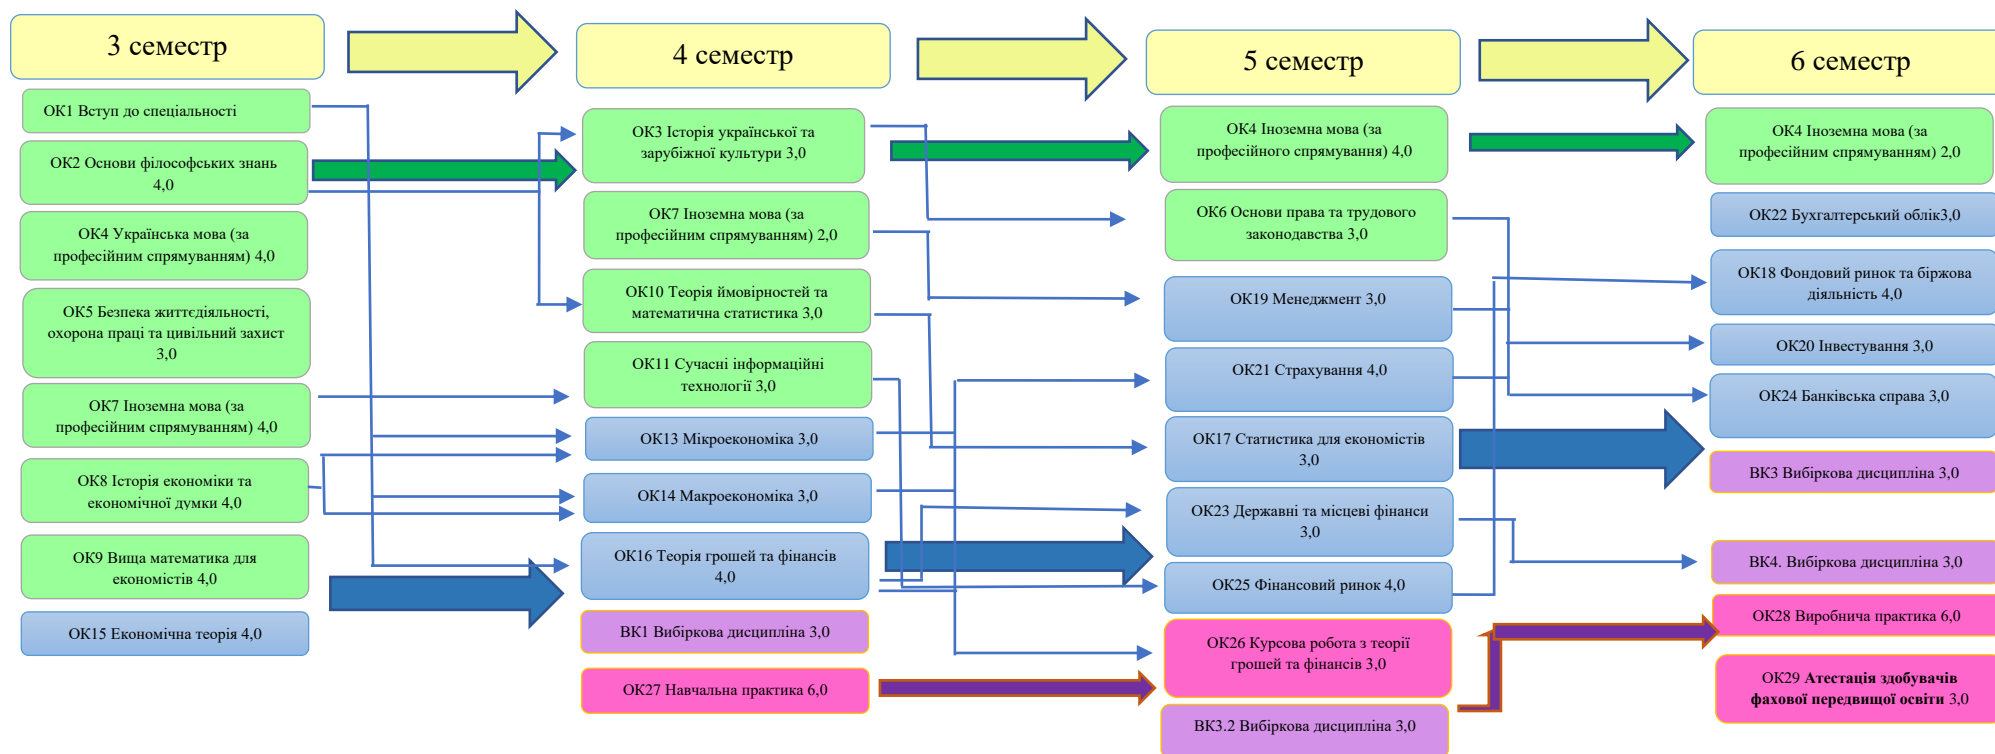 3 семестр
ОК1 Вступ до спеціальності
ОК2 Основи філософських знань
4,0
ОК4 Українська мова (за
професійним спрямуванням) 4,0
ОК5 Безпека життєдіяльності,
охорона праці та цивільний захист
3,0
ОК7 Іноземна мова (за
професійним спрямуванням) 4,0
ОК8 Історія економіки та
економічної думки 4,0
ОК9 Вища математика для
економістів 4,0
ОК15 Економічна теорія 4,0
4 семестр
ОК3 Історія української та
зарубіжної культури 3,0
ОК7 Іноземна мова (за
професійним спрямуванням) 2,0
ОК10 Теорія ймовірностей та
математична статистика 3,0
ОК11 Сучасні інформаційні
технології 3,0
ОК13 Мікроекономіка 3,0
ОК14 Макроекономіка 3,0
ОК16 Теорія грошей та фінансів
4,0
ВК1 Вибіркова дисципліна 3,0
ОК27 Навчальна практика 6,0
5 семестр
ОК4 Іноземна мова (за
професійного спрямування) 4,0
ОК6 Основи права та трудового
законодавства 3,0
ОК19 Менеджмент 3,0
ОК21 Страхування 4,0
ОК17 Статистика для економістів
3,0
ОК23 Державні та місцеві фінанси
3,0
ОК25 Фінансовий ринок 4,0
ОК26 Курсова робота з теорії
грошей та фінансів 3,0
ВК3.2 Вибіркова дисципліна 3,0
6 семестр
ОК4 Іноземна мова (за
професійним спрямуванням) 2,0
ОК22 Бухгалтерський облік3,0
ОК18 Фондовий ринок та біржова
діяльність 4,0
ОК20 Інвестування 3,0
ОК24 Банківська справа 3,0
ВК3 Вибіркова дисципліна 3,0
ВК4. Вибіркова дисципліна 3,0
ОК28 Виробнича практика 6,0
ОК29 Атестація здобувачів
фахової передвищої освіти 3,0